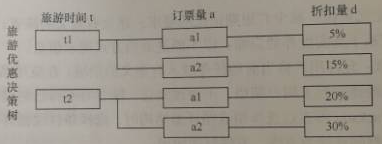 旅游时间 t 订票量 a 折扣量 d
旅游优惠决策树
t1 a1 5%
a2 15%
t2 a1 20%
a2 30%